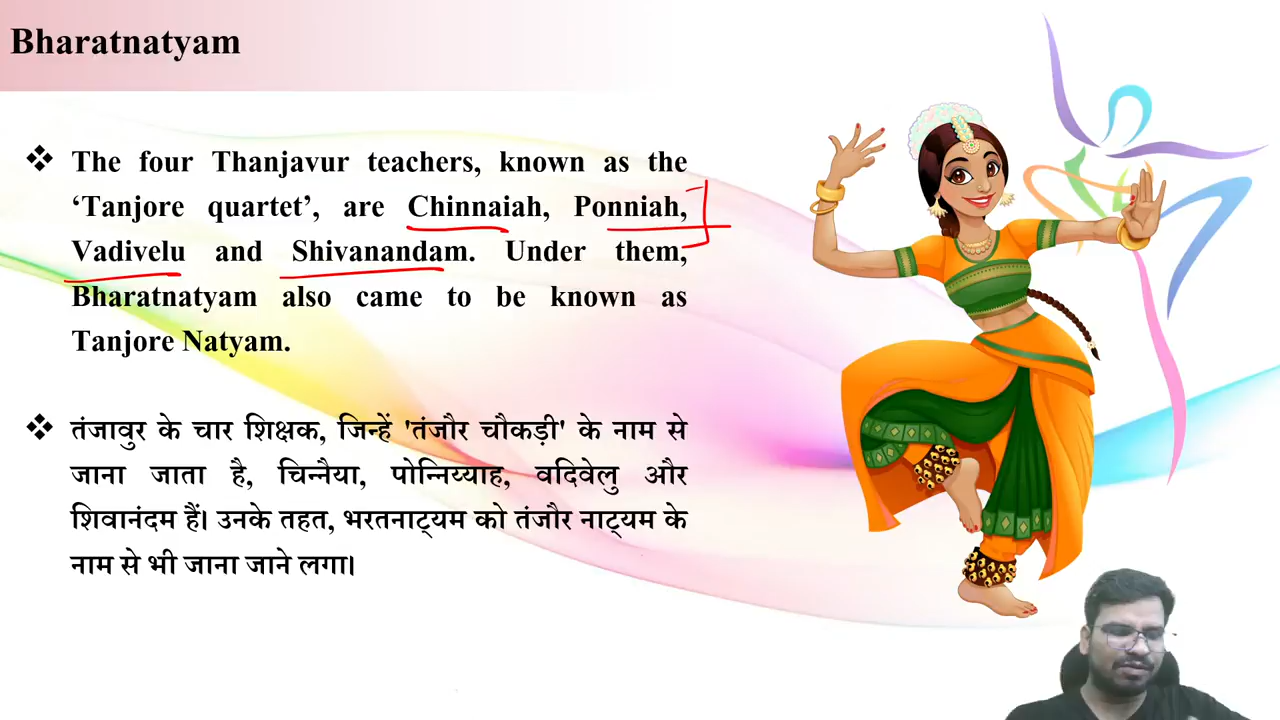 Bharatnatyam
❖ The four Thanjavur teachers, known as the
‘Tanjore quartet’, are Chinnaiah, Ponniah,
Vadivelu and Shivanandam. Under them,
Bharatnatyam also came to be known as
Tanjore Natyam.
❖ तंजावुर के चार शिक्षक, जिन्हें 'तंजौर चौकड़ी' के नाम से
जाना जाता है, चिन्नैया, पोन्निय्याह, वदिवेलु और
शिवानंदम हैं। उनके तहत, भरतनाट्यम को तंजौर नाट्यम के
नाम से भी जाना जाने लगा।